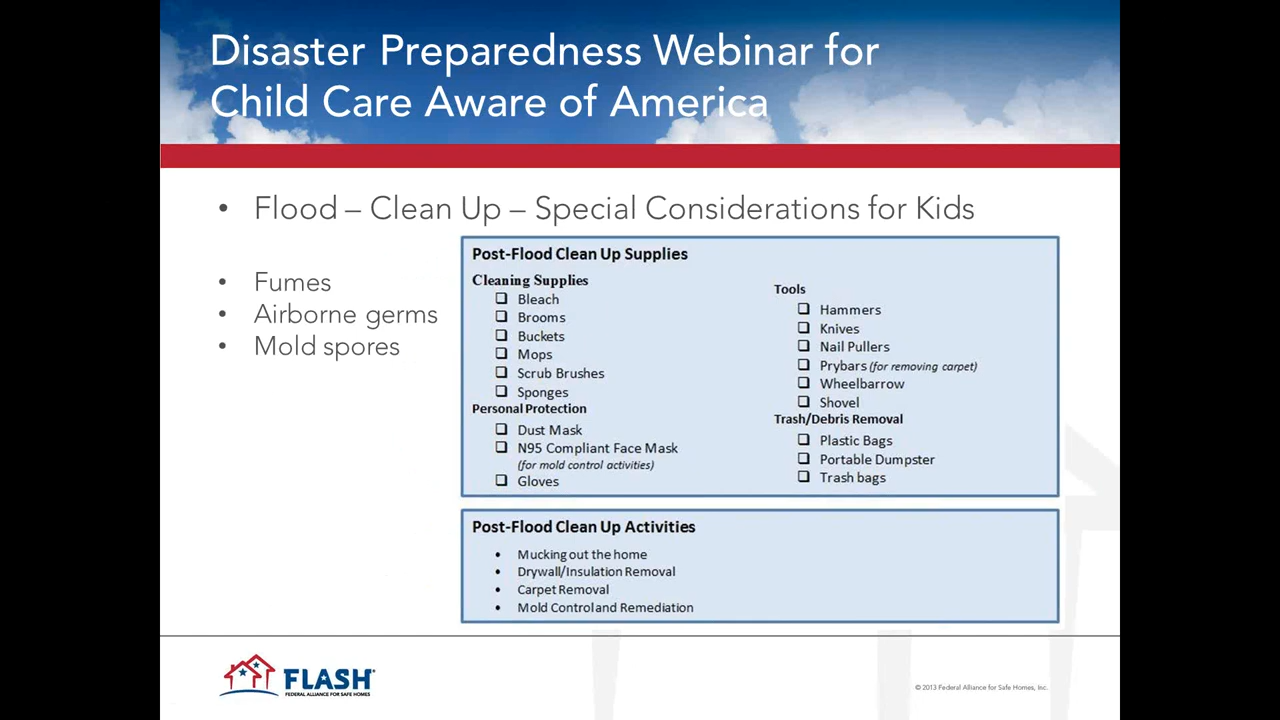 Disaster Preparedness Webinar for
Child Care Aware of America
• Flood – Clean Up – Special Considerations for Kids
• Fumes
• Airborne germs
• Mold spores
Post-Flood Clean Up Supplies
Cleaning Supplies
❑ Bleach
❑ Brooms
❑ Buckets
❑ Mops
❑ Scrub Brushes
❑ Sponges
Personal Protection
❑ Dust Mask
❑ N95 Compliant Face Mask
(for mold control activities)
❑ Gloves
Tools
❑ Hammers
❑ Knives
❑ Nail Pullers
❑ Prybars (for removing carpet)
❑ Wheelbarrow
❑ Shovel
Trash/Debris Removal
❑ Plastic Bags
❑ Portable Dumpster
❑ Trash bags
Post-Flood Clean Up Activities
• Mucking out the home
• Drywall/Insulation Removal
• Carpet Removal
• Mold Control and Remediation
FLASH®
FEDERAL ALLIANCE FOR SAFE HOMES
© 2013 Federal Alliance for Safe Homes, Inc.